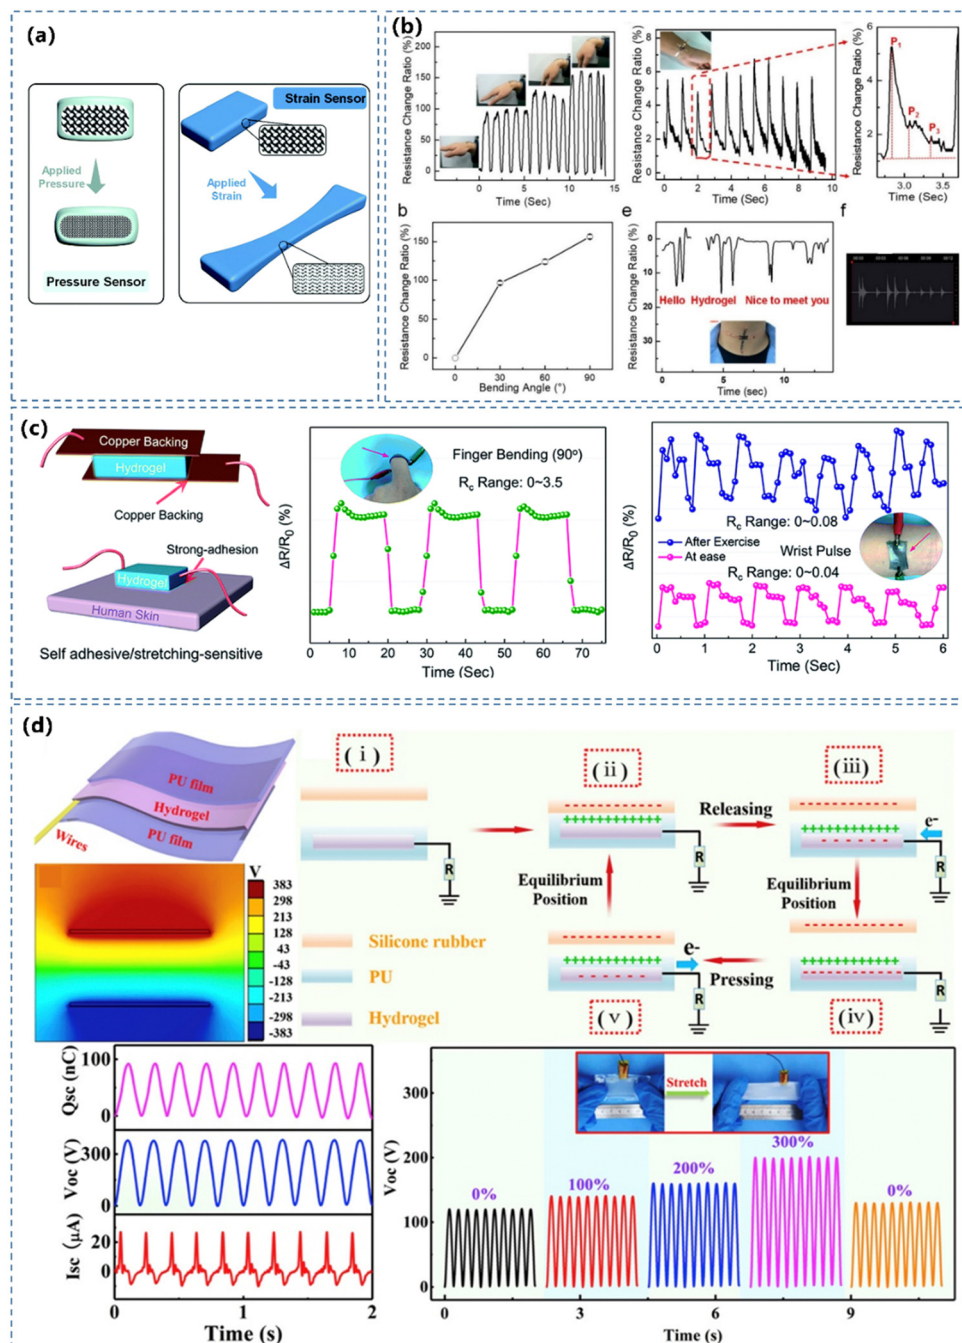 (a)
Strain Sensor
Applied
Pressure
Applied
Strain
Pressure Sensor
(b)
Resistance Change Ratio (%)
225
200
175
150
125
100
75
50
25
0
0
5
10
15
Time (Sec)
Resistance Change Ratio (%)
8
6
4
2
0
0
2
4
6
8
10
Time (Sec)
Resistance Change Ratio (%)
6
4
2
P1
P2
P3
3.0
3.5
Time (Sec)
b
Resistance Change Ratio (%)
150
100
50
0
0
30
60
90
Bending Angle (°)
e
Resistance Change Ratio (%)
0
10
20
30
Hello Hydrogel Nice to meet you
0
5
10
Time (sec)
f
(c)
Copper Backing
Hydrogel
Copper Backing
Strong-adhesion
Hydrogel
Human Skin
Self adhesive/stretching-sensitive
ΔR/R0 (%)
Finger Bending (90º)
Rc Range: 0~3.5
0 10 20 30 40 50 60 70
Time (Sec)
ΔR/R0 (%)
Rc Range: 0~0.08
After Exercise
At ease
Wrist Pulse
Rc Range: 0~0.04
0 1 2 3 4 5 6
Time (Sec)
(d)
PU film
Hydrogel
PU film
Wires
(i)
(ii)
(iii)
Releasing
e-
R
R
R
Equilibrium
Position
Equilibrium
Position
Silicone rubber
PU
Hydrogel
e-
Pressing
R
R
(v)
(iv)
V
383
298
213
128
43
-43
-128
-213
-298
-383
Qsc (nC)
100
0
Voc (V)
300
0
Isc (μA)
20
0
0
1
2
Time (s)
Voc (V)
300
200
100
0
Stretch
0%
100%
200%
300%
0%
0
3
6
9
Time (s)